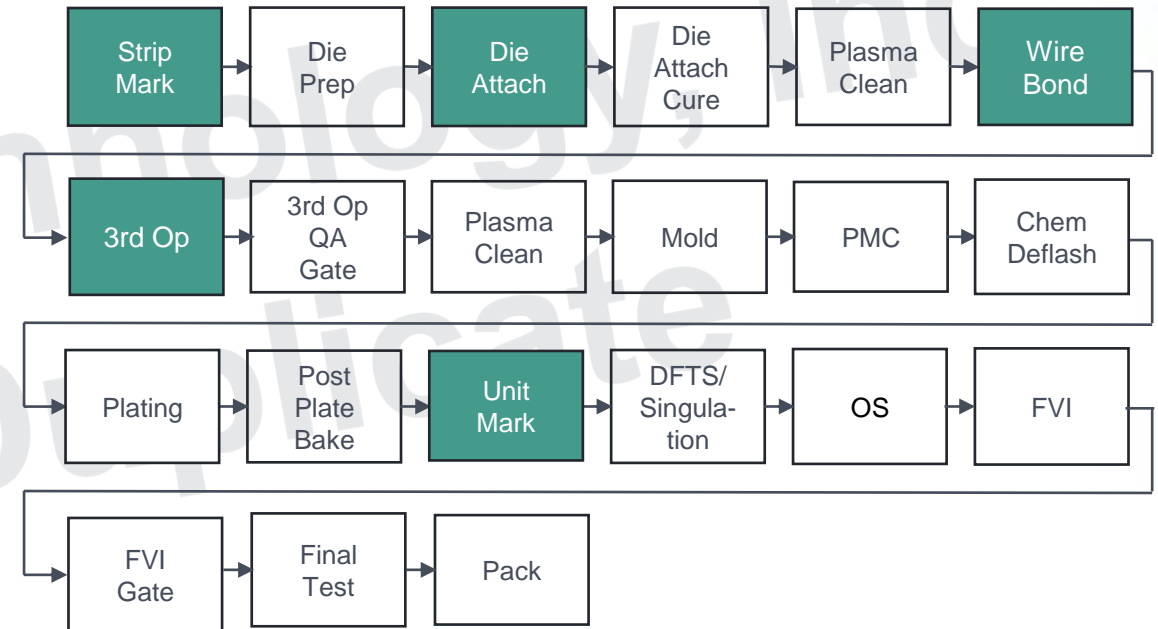 Strip
Mark
Die
Prep
Die
Attach
Die
Attach
Cure
Plasma
Clean
Wire
Bond
3rd Op
3rd Op
QA
Gate
Plasma
Clean
Mold
PMC
Chem
Deflash
Plating
Post
Plate
Bake
Unit
Mark
DFTS/
Singula-
tion
OS
FVI
FVI
Gate
Final
Test
Pack